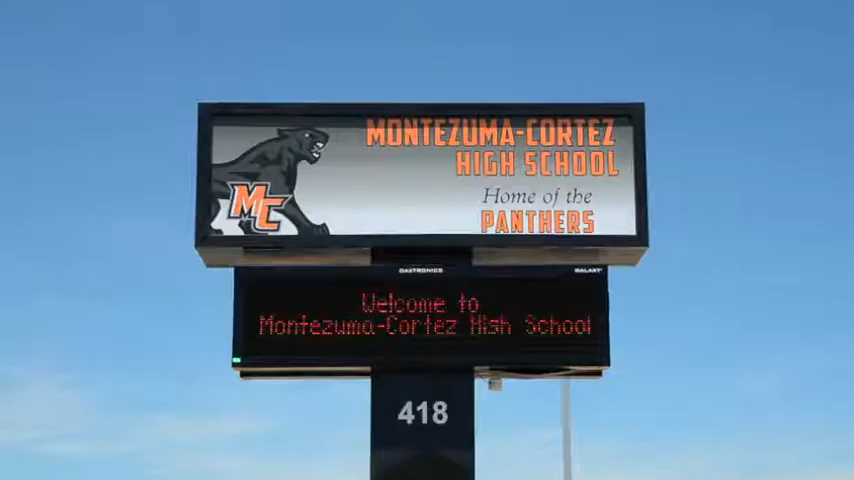 MONTEZUMA-CORTEZ
HIGH SCHOOL
Home of the
PANTHERS
MC
DAKTRONICS GALAXY
Welcome to
Montezuma-Cortez High School
418